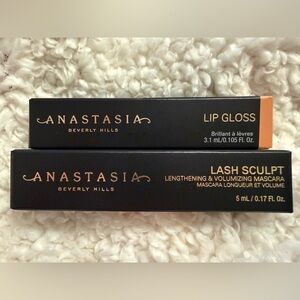 ANASTASIA
BEVERLY HILLS
LIP GLOSS
Brillant à lèvres
3.1 mL/0.105 Fl. Oz.
ANASTASIA
BEVERLY HILLS
LASH SCULPT
LENGTHENING & VOLUMIZING MASCARA
MASCARA LONGUEUR ET VOLUME
5 mL / 0.17 Fl. Oz.